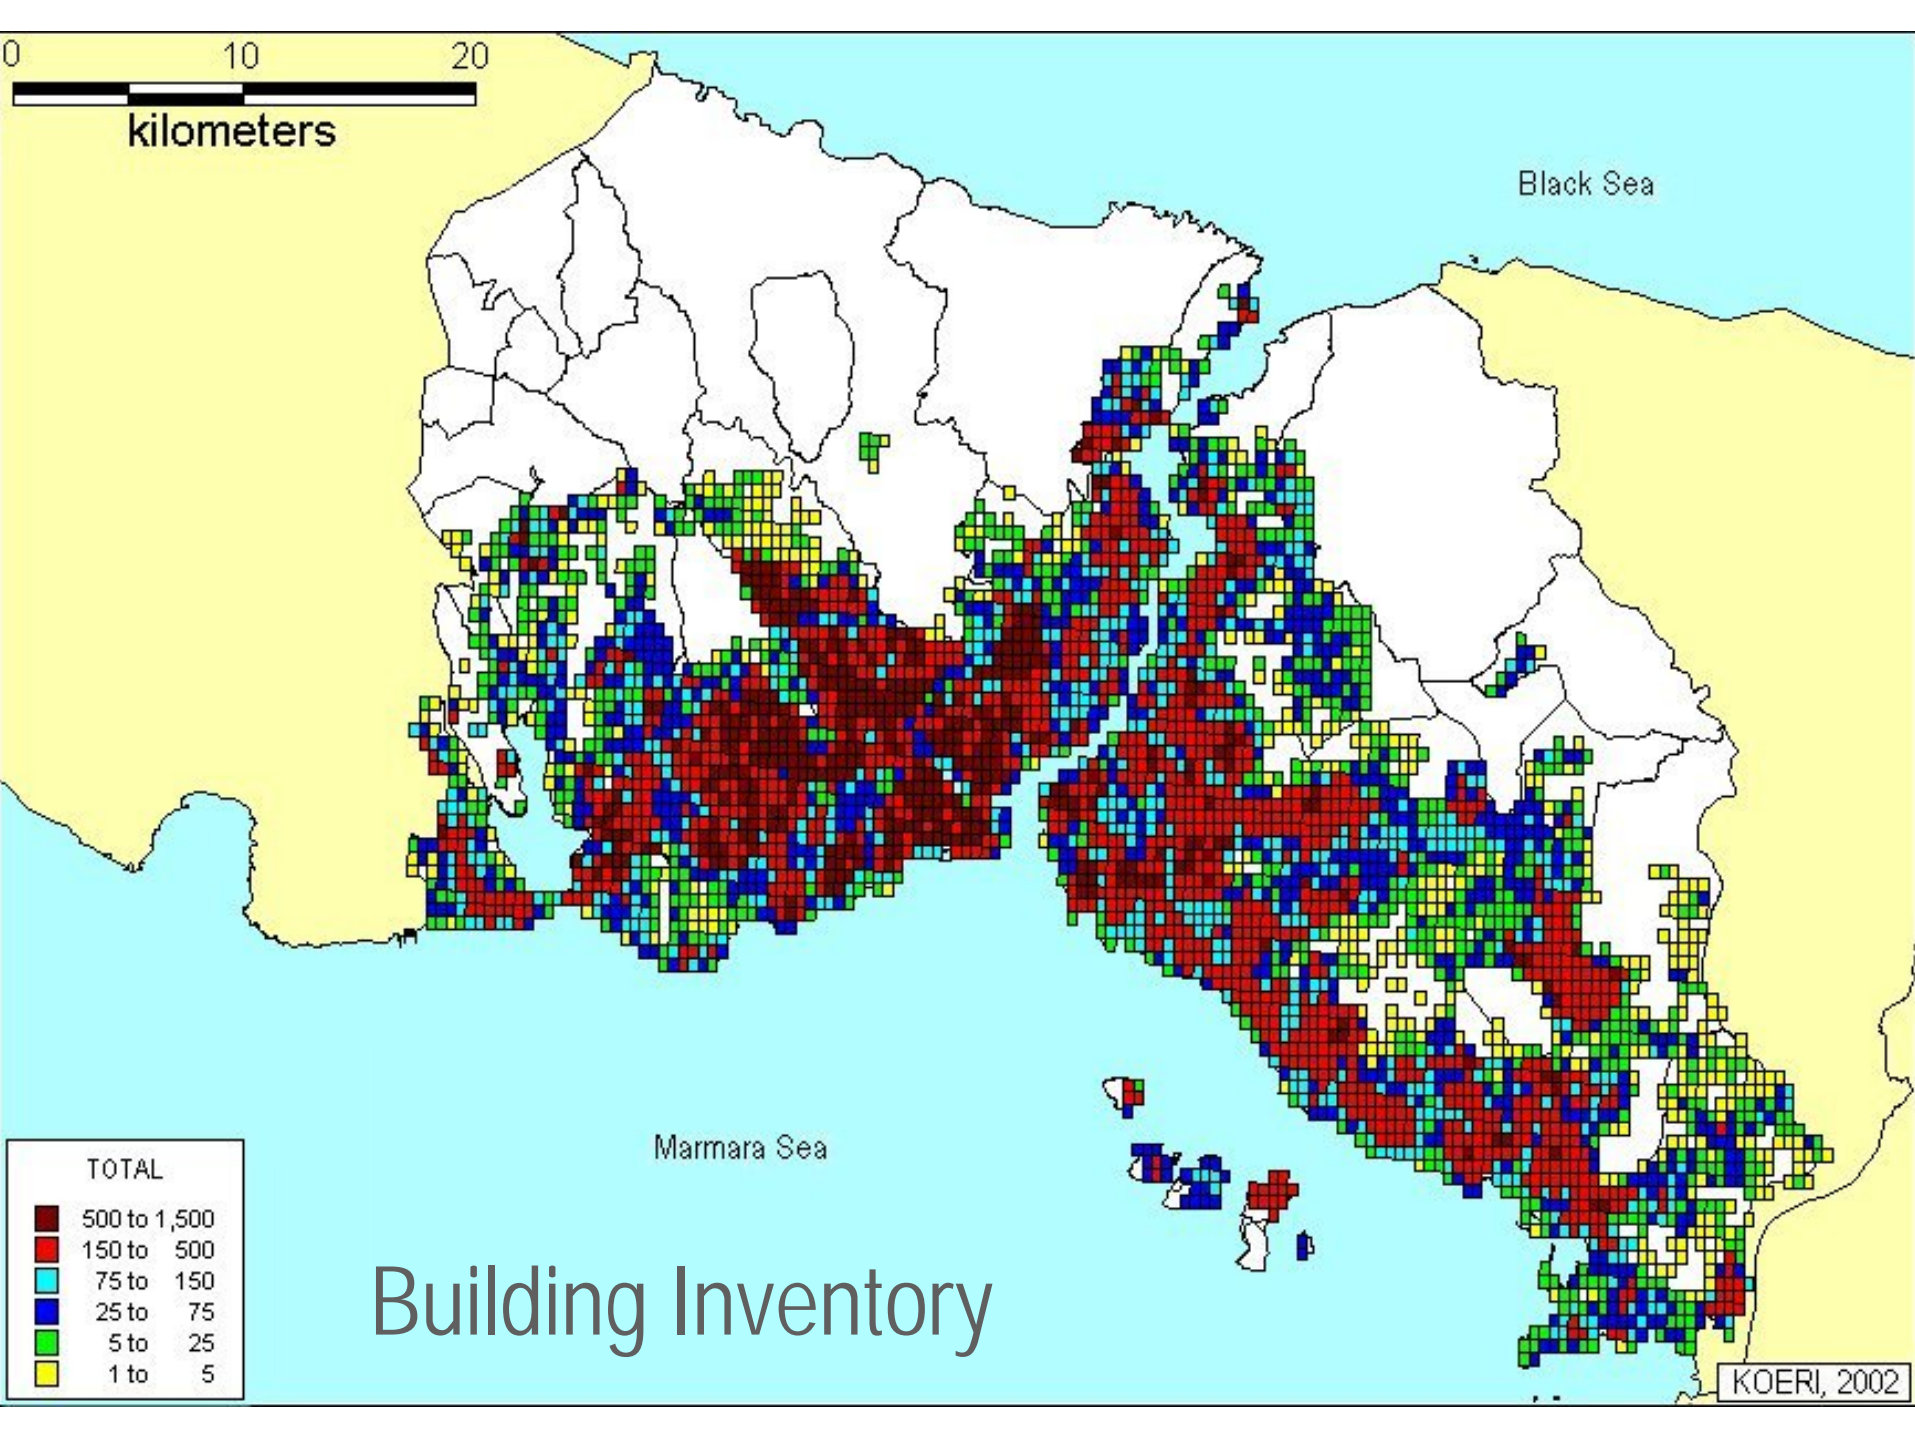 0 10 20
kilometers
Black Sea
Marmara Sea
TOTAL
500 to 1,500
150 to 500
75 to 150
25 to 75
5 to 25
1 to 5
Building Inventory
KOERI, 2002